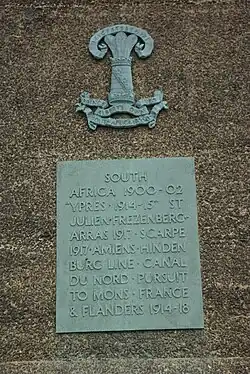 SOUTH
AFRICA 1900-02
"YPRES · 1914-15" ST
JULIEN·FREZENBERG·
ARRAS 1917 · SCARPE
1917·AMIENS·HINDEN
BURG LINE · CANAL
DU NORD · PURSUIT
TO MONS · FRANCE
& FLANDERS 1914-18